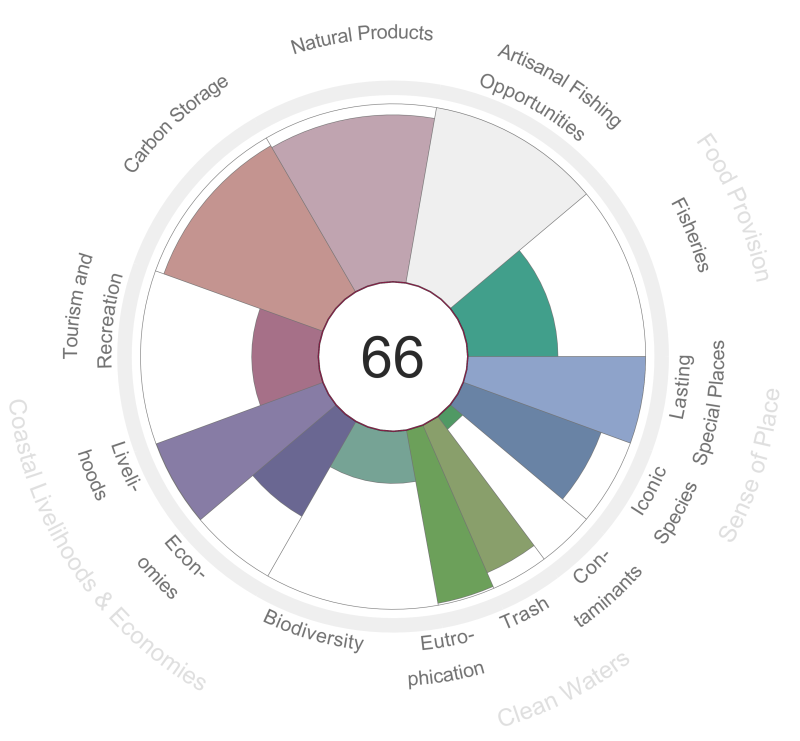 Natural Products
Artisanal Fishing
Opportunities
Carbon Storage
Food Provision
Fisheries
Tourism and
Recreation
66
Lasting
Special Places
Sense of Place
Iconic
Species
Liveli-
hoods
Coastal Livelihoods & Economies
Econ-
omies
Con-
taminants
Trash
Biodiversity
Eutro-
phication
Clean Waters